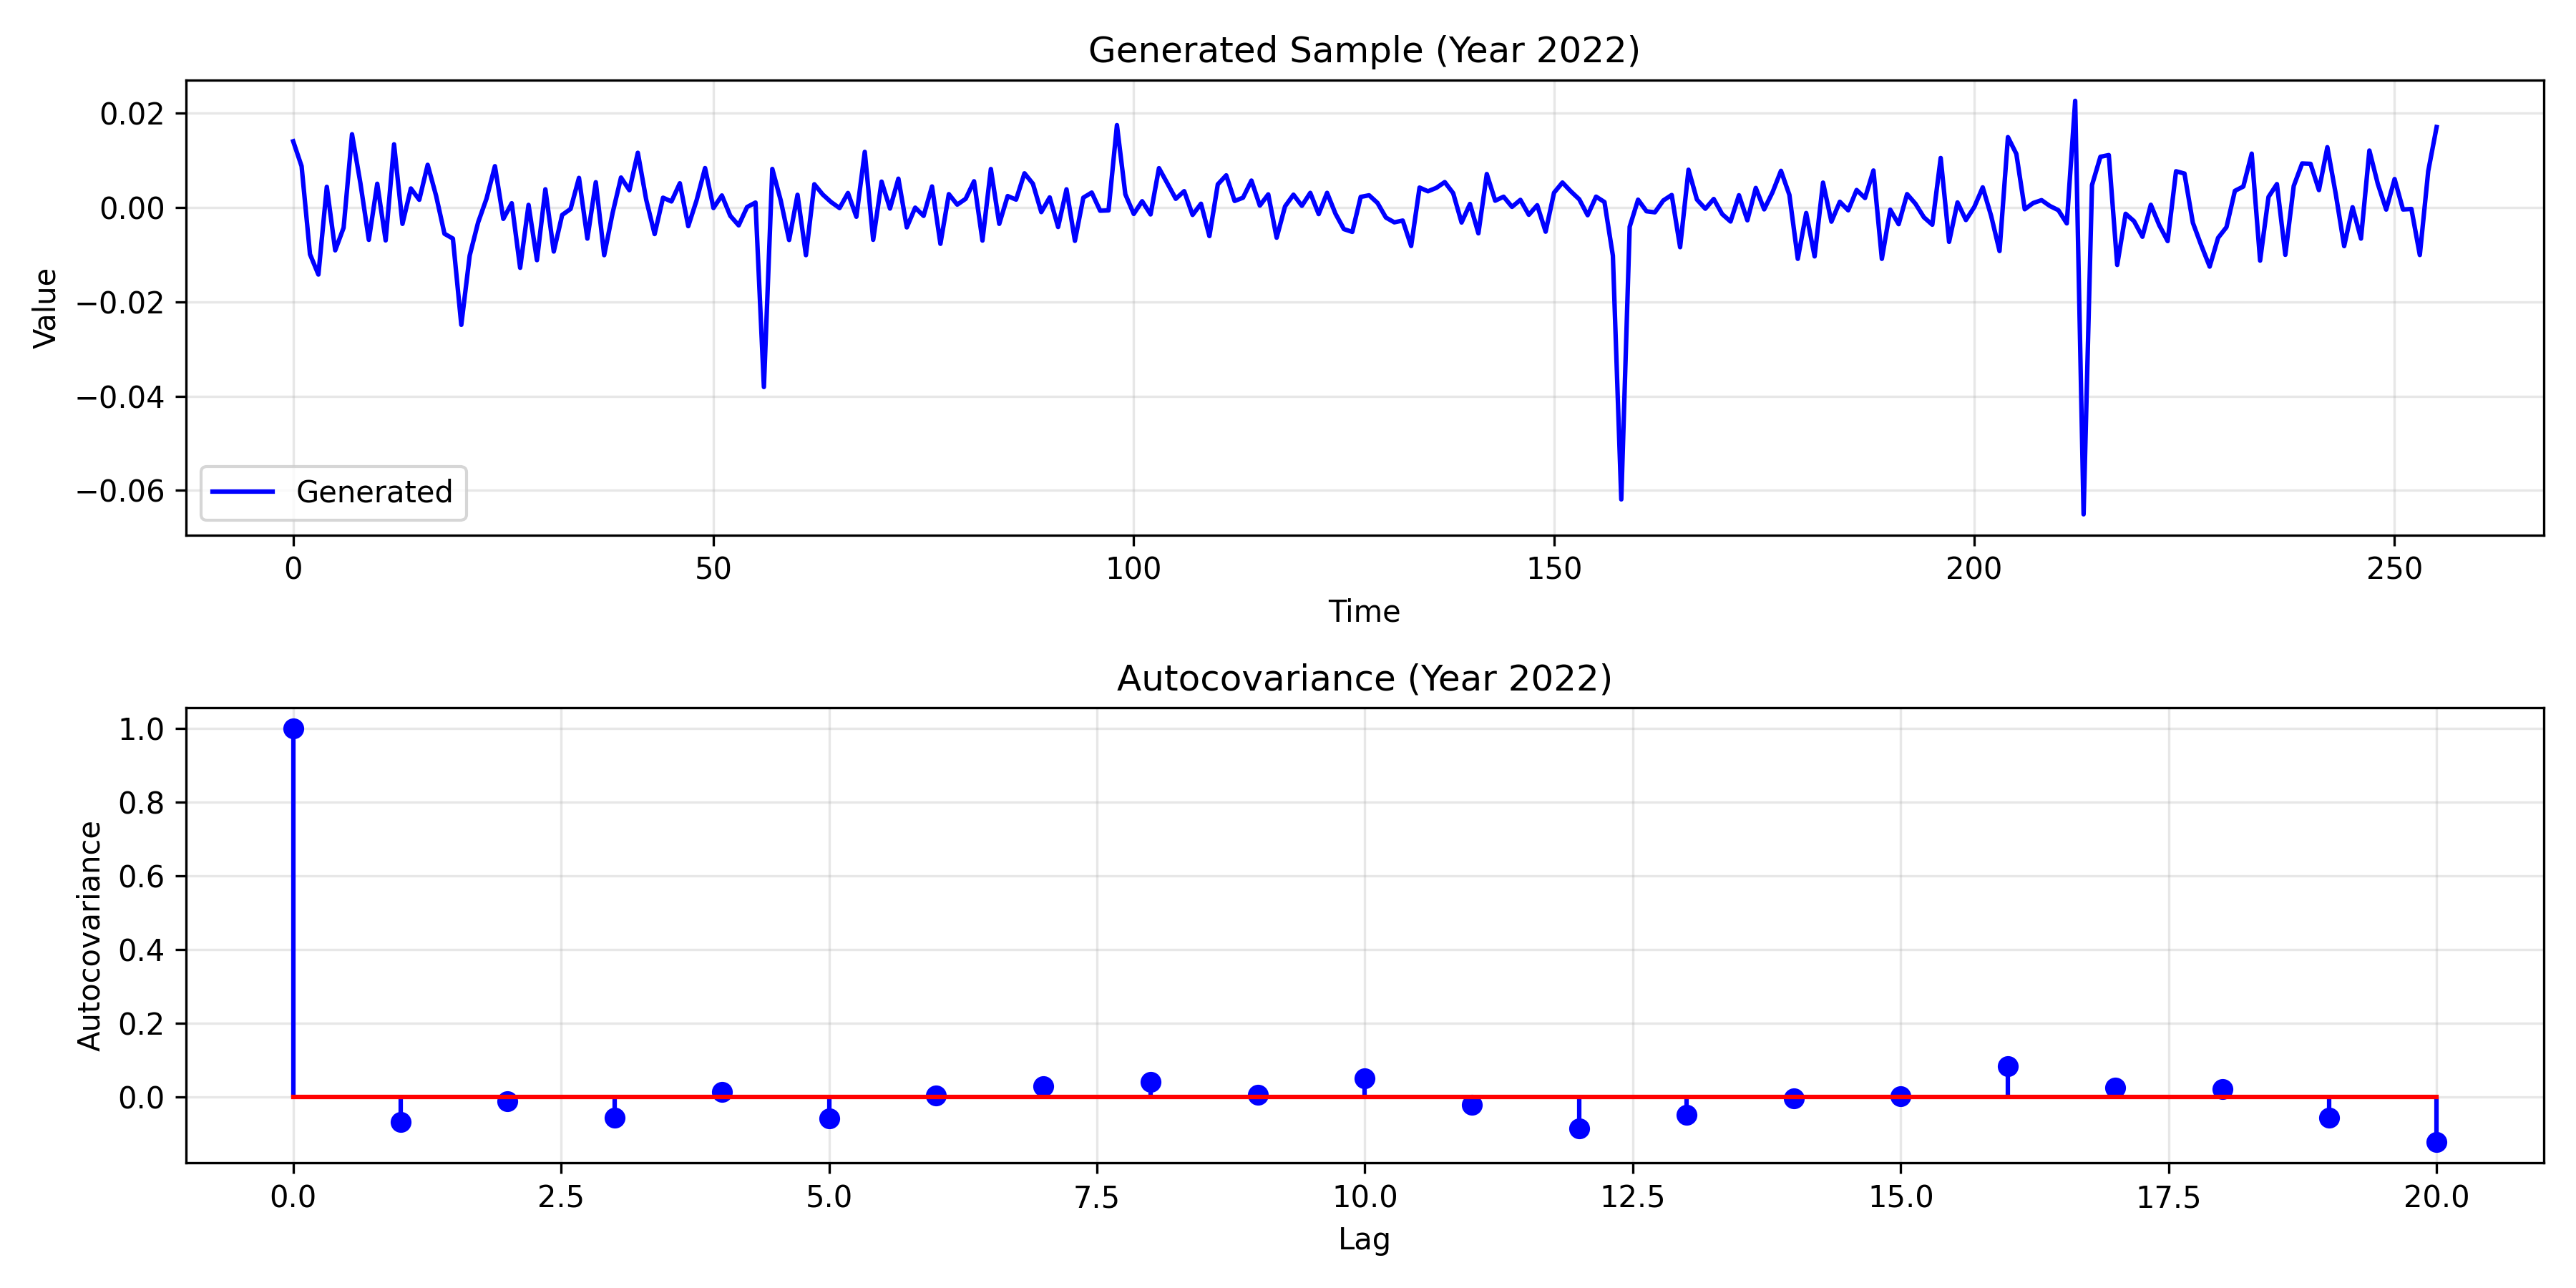 Generated Sample (Year 2022)
0.02
0.00
−0.02
−0.04
−0.06
Value
Generated
0 50 100 150 200 250
Time
Autocovariance (Year 2022)
1.0
0.8
0.6
0.4
0.2
0.0
Autocovariance
0.0 2.5 5.0 7.5 10.0 12.5 15.0 17.5 20.0
Lag